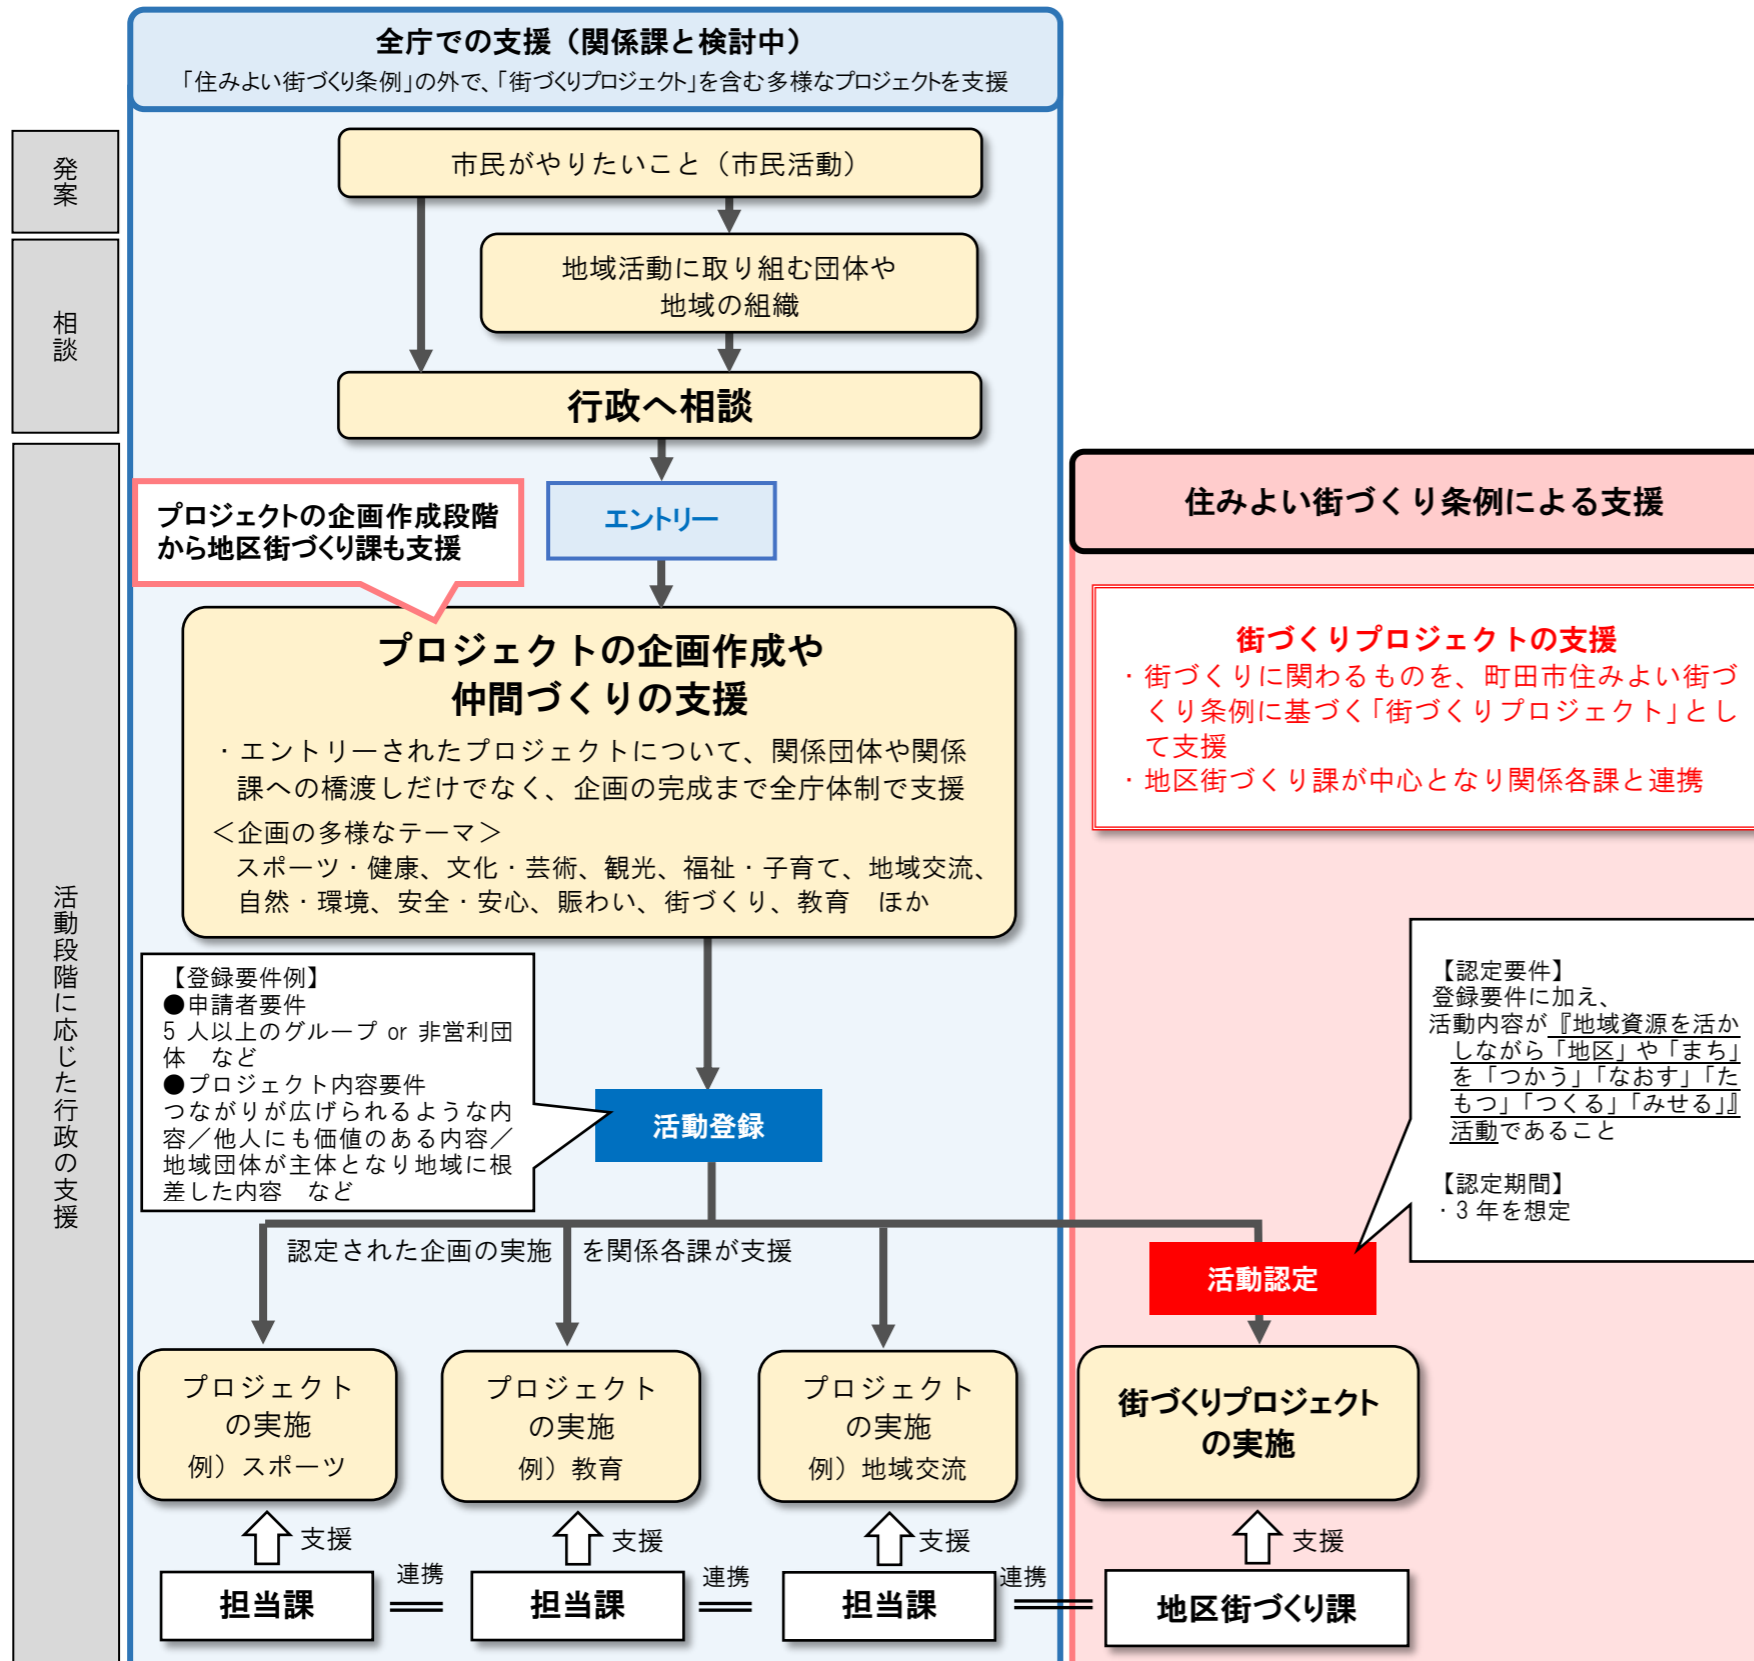 全庁での支援（関係課と検討中）
「住みよい街づくり条例」の外で、「街づくりプロジェクト」を含む多様なプロジェクトを支援
発案
市民がやりたいこと（市民活動）
相談
地域活動に取り組む団体や
地域の組織
行政へ相談
活動段階に応じた行政の支援
エントリー
プロジェクトの企画作成段階
から地区街づくり課も支援
プロジェクトの企画作成や
仲間づくりの支援
・エントリーされたプロジェクトについて、関係団体や関係
課への橋渡しだけでなく、企画の完成まで全庁体制で支援
＜企画の多様なテーマ＞
スポーツ・健康、文化・芸術、観光、福祉・子育て、地域交流、
自然・環境、安全・安心、賑わい、街づくり、教育　ほか
【登録要件例】
●申請者要件
5 人以上のグループ or 非営利団
体　など
●プロジェクト内容要件
つながりが広げられるような内
容／他人にも価値のある内容／
地域団体が主体となり地域に根
差した内容　など
活動登録
認定された企画の実施を関係各課が支援
プロジェクト
の実施
例）スポーツ
プロジェクト
の実施
例）教育
プロジェクト
の実施
例）地域交流
支援
支援
支援
担当課
連携
担当課
連携
担当課
連携
住みよい街づくり条例による支援
街づくりプロジェクトの支援
・街づくりに関わるものを、町田市住みよい街づ
くり条例に基づく「街づくりプロジェクト」とし
て支援
・地区街づくり課が中心となり関係各課と連携
【認定要件】
登録要件に加え、
活動内容が『地域資源を活か
しながら「地区」や「まち」
を「つかう」「なおす」「た
もつ」「つくる」「みせる」』
活動であること
【認定期間】
・3 年を想定
活動認定
街づくりプロジェクト
の実施
支援
地区街づくり課